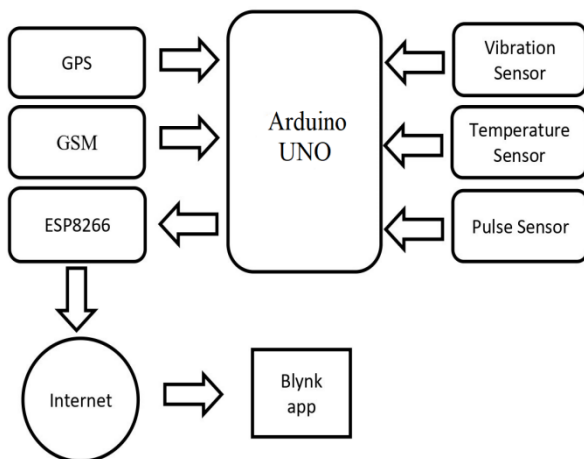 GPS
GSM
ESP8266
Arduino
UNO
Vibration
Sensor
Temperature
Sensor
Pulse Sensor
Internet
Blynk
app